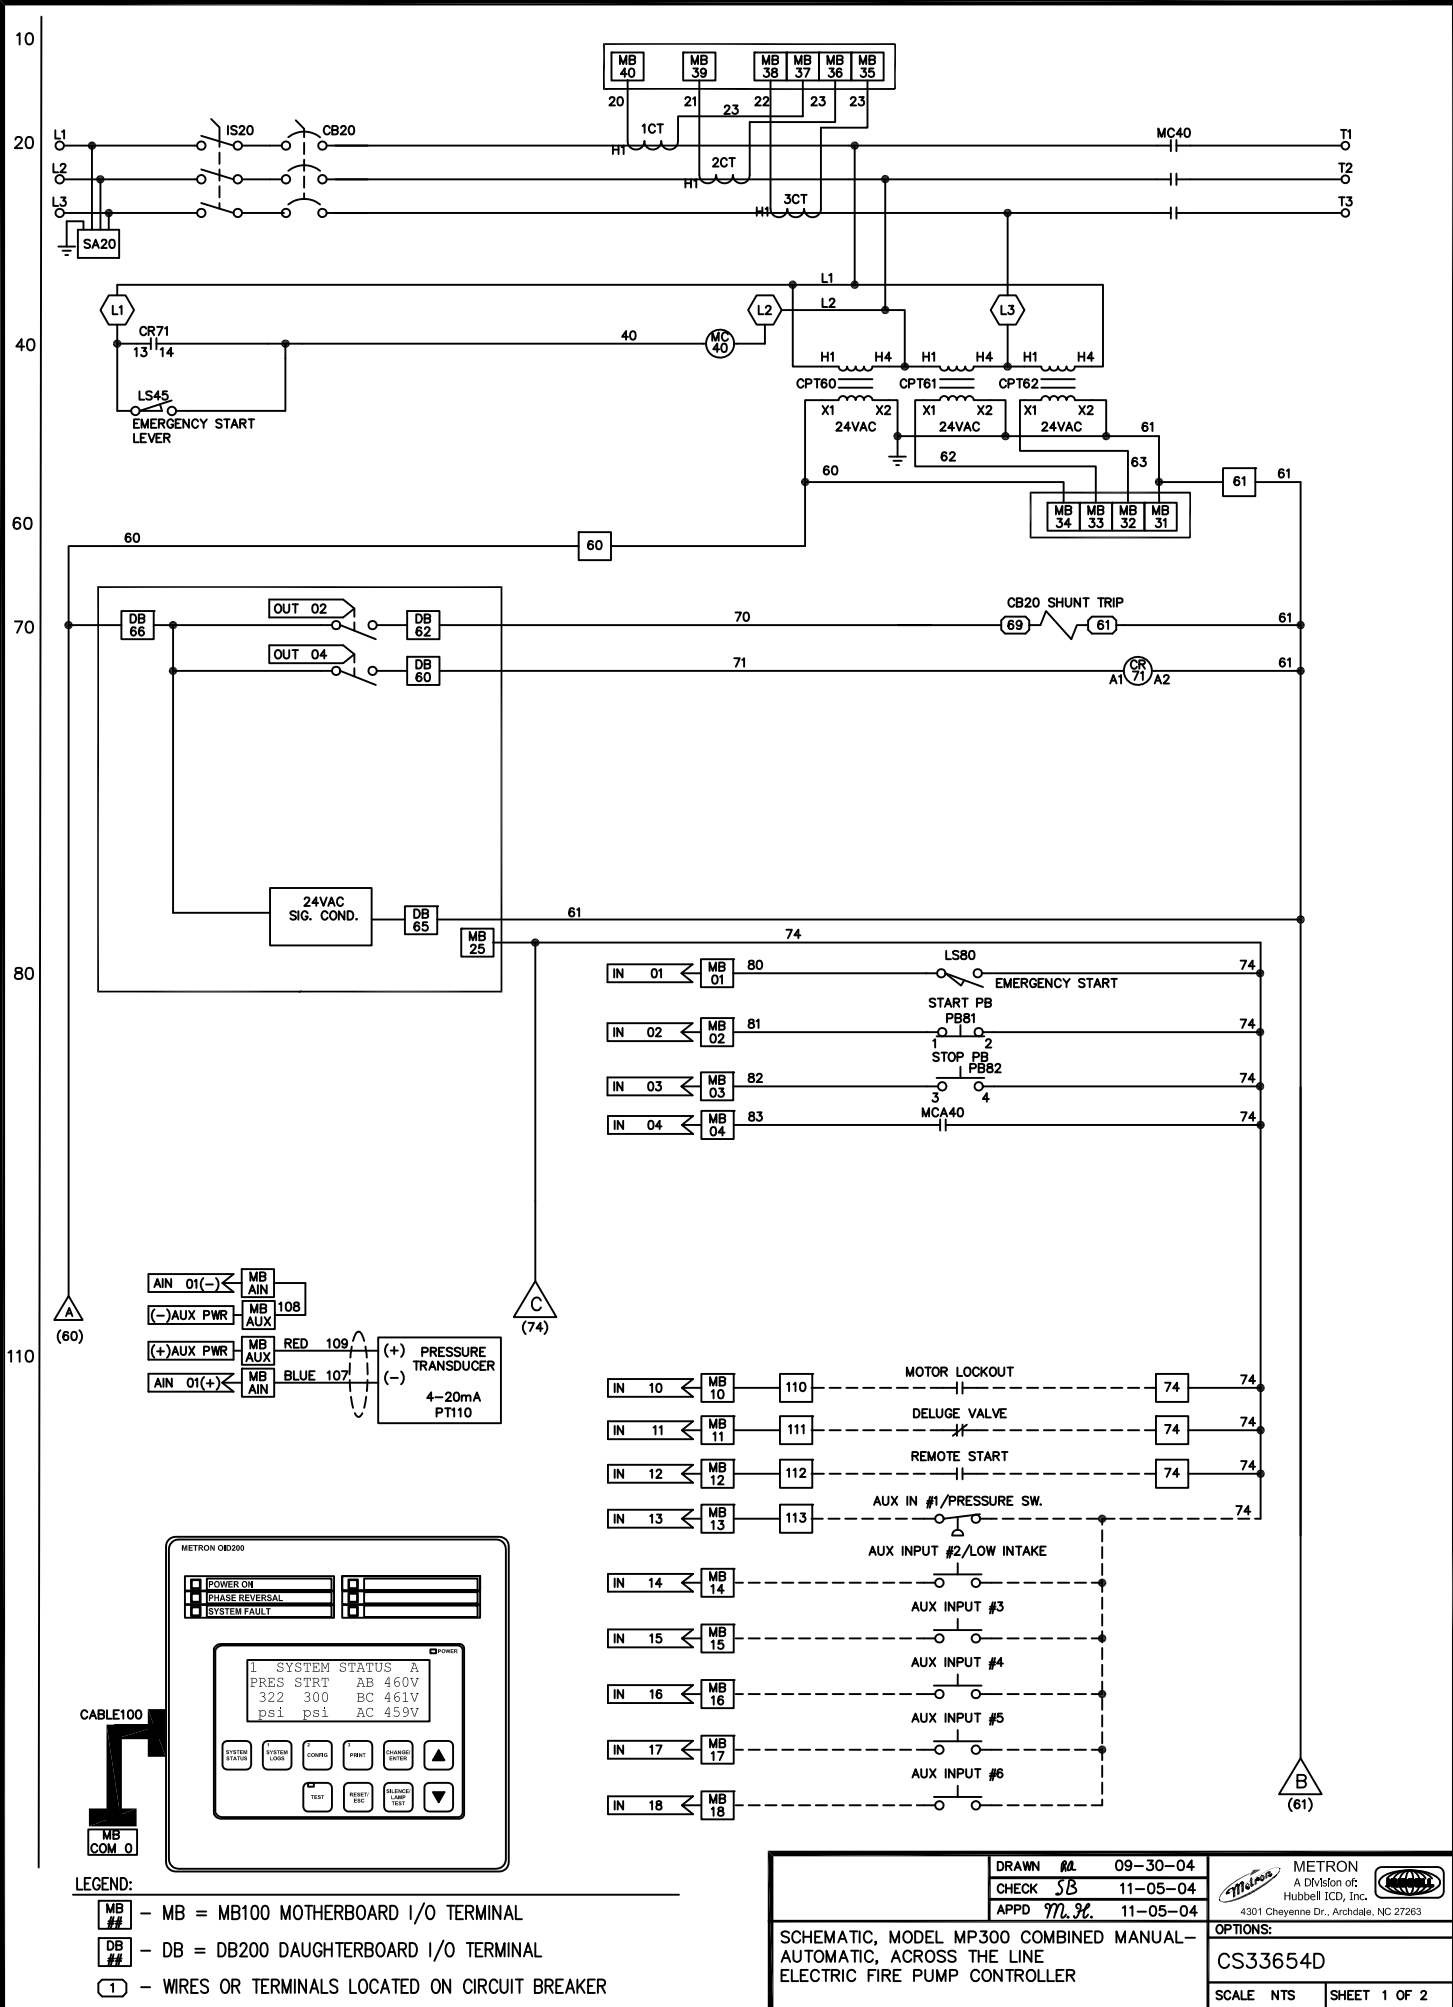 10
MB 40
MB 39
MB 38
MB 37
MB 36
MB 35
20
21
23
22
23
23
20
L1
IS20
CB20
H1
1CT
MC40
T1
L2
H1
2CT
T2
L3
H1
3CT
T3
SA20
L1
L1
L2
L2
L3
40
CR71
13 14
40
MC 40
H1 H4
H1 H4
H1 H4
CPT60
CPT61
CPT62
LS45
EMERGENCY START
LEVER
X1 X2
X1 X2
X1 X2
24VAC
24VAC
24VAC
61
60
62
63
61
61
MB 34
MB 33
MB 32
MB 31
60
60
60
CB20 SHUNT TRIP
70
DB 66
OUT 02
DB 62
70
69
61
61
OUT 04
DB 60
71
A1
CR 71
A2
61
24VAC
SIG. COND.
DB 65
61
MB 25
74
80
IN 01
MB 01
80
LS80
EMERGENCY START
74
START PB
PB81
IN 02
MB 02
81
1 2
74
STOP PB
PB82
IN 03
MB 03
82
3 4
74
IN 04
MB 04
83
MCA40
74
A
(60)
C
(74)
AIN 01(-)
MB AIN
(-)AUX PWR
MB AUX
108
110
(+)AUX PWR
MB AUX
RED 109
(+)
PRESSURE
TRANSDUCER
AIN 01(+)
MB AIN
BLUE 107
(-)
4-20mA
PT110
IN 10
MB 10
110
MOTOR LOCKOUT
74
74
IN 11
MB 11
111
DELUGE VALVE
74
74
IN 12
MB 12
112
REMOTE START
74
74
IN 13
MB 13
113
AUX IN #1/PRESSURE SW.
74
AUX INPUT #2/LOW INTAKE
IN 14
MB 14
AUX INPUT #3
IN 15
MB 15
AUX INPUT #4
IN 16
MB 16
AUX INPUT #5
IN 17
MB 17
AUX INPUT #6
IN 18
MB 18
B
(61)
METRON OID200
POWER ON
PHASE REVERSAL
SYSTEM FAULT
POWER
1 SYSTEM STATUS A
PRES STRT AB 460V
322 300 BC 461V
psi psi AC 459V
SYSTEM STATUS
1 SYSTEM LOGS
2 CONFIG
3 PRINT
CHANGE/ ENTER
TEST
RESET/ ESC
SILENCE/ LAMP TEST
CABLE100
MB
COM 0
LEGEND:
MB ## - MB = MB100 MOTHERBOARD I/O TERMINAL
DB ## - DB = DB200 DAUGHTERBOARD I/O TERMINAL
1 - WIRES OR TERMINALS LOCATED ON CIRCUIT BREAKER
DRAWN RA 09-30-04
CHECK SB 11-05-04
APPD M.H. 11-05-04
SCHEMATIC, MODEL MP300 COMBINED MANUAL-
AUTOMATIC, ACROSS THE LINE
ELECTRIC FIRE PUMP CONTROLLER
Metron
METRON
A Division of:
Hubbell ICD, Inc.
HUBBELL
4301 Cheyenne Dr., Archdale, NC 27263
OPTIONS:
CS33654D
SCALE NTS
SHEET 1 OF 2